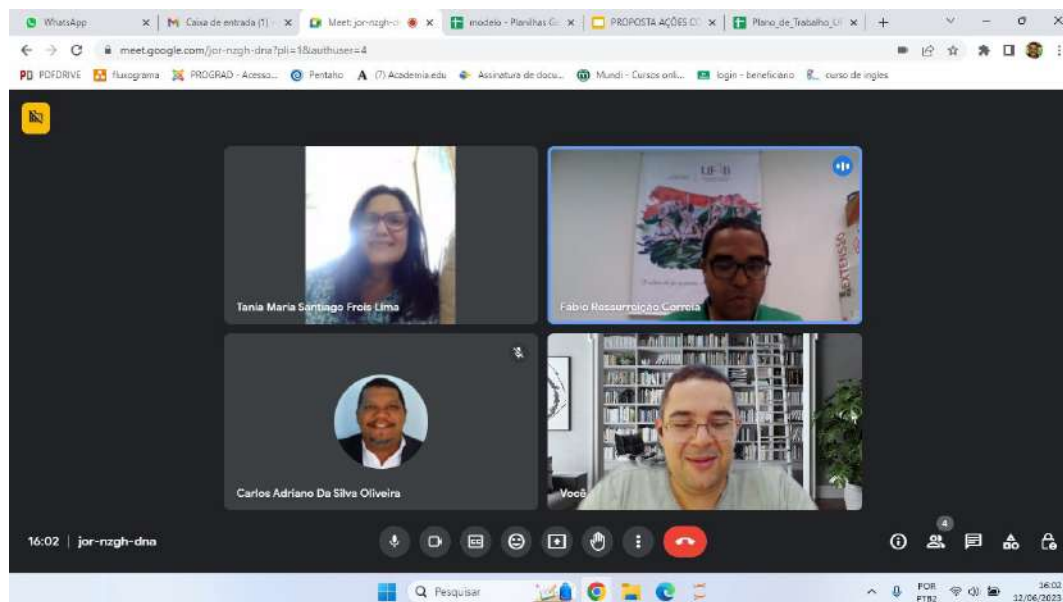 WhatsApp
Caixa de entrada (1)
Meet: jor-nzgh-d
modelo - Planilhas G
PROPOSTA AÇÕES CO
Plano_de_Trabalho_U
meet.google.com/jor-nzgh-dna?pli=1&authuser=4
PDFDRIVE
fluxograma
PROGRAD - Acesso...
Pentaho
(7) Academia.edu
Assinatura de docu...
Mundi - Cursos onli...
login - beneficiário
curso de ingles
Tania Maria Santiago Frois Lima
EXTENSÃO
Fabio Ressurreição Correia
Carlos Adriano Da Silva Oliveira
Você
16:02 | jor-nzgh-dna
4
Pesquisar
POR
PTB2
16:02
12/06/2023